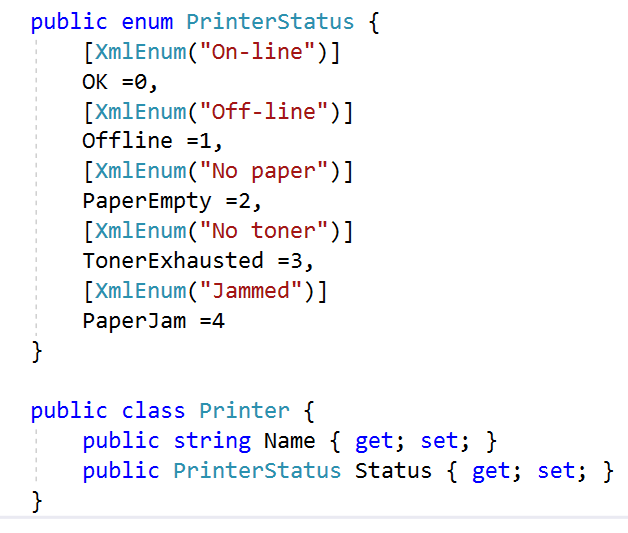 public enum PrinterStatus {
[XmlEnum("On-line")]
OK =0,
[XmlEnum("Off-line")]
Offline =1,
[XmlEnum("No paper")]
PaperEmpty =2,
[XmlEnum("No toner")]
TonerExhausted =3,
[XmlEnum("Jammed")]
PaperJam =4
}
public class Printer {
public string Name { get; set; }
public PrinterStatus Status { get; set; }
}